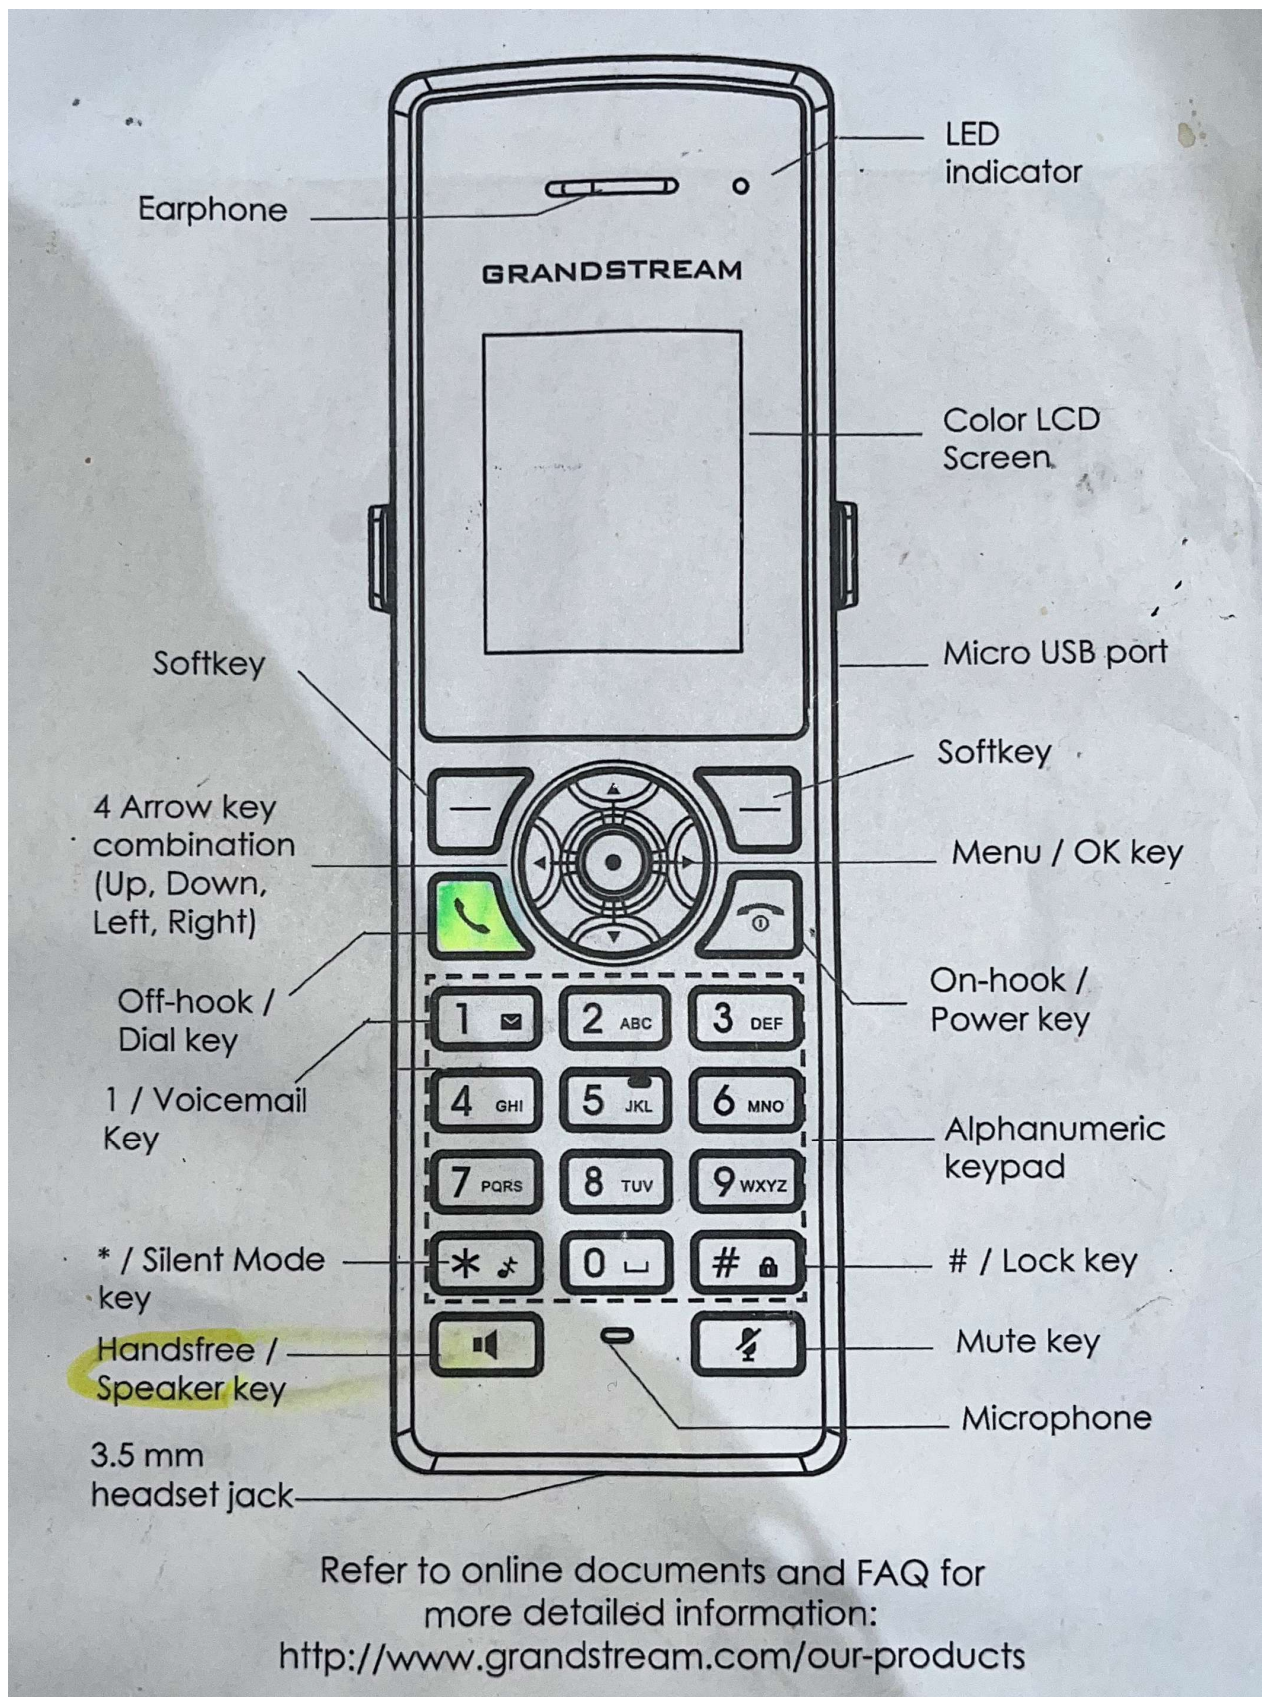 LED
indicator
Earphone
GRANDSTREAM
Color LCD
Screen
Softkey
Micro USB port
Softkey
4 Arrow key
combination
(Up, Down,
Left, Right)
Menu / OK key
Off-hook /
Dial key
On-hook /
Power key
1 / Voicemail
Key
1
2 ABC
3 DEF
4 GHI
5 JKL
6 MNO
7 PQRS
8 TUV
9 WXYZ
*
0
#
Alphanumeric
keypad
* / Silent Mode
key
# / Lock key
Handsfree /
Speaker key
Mute key
Microphone
3.5 mm
headset jack
Refer to online documents and FAQ for
more detailed information:
http://www.grandstream.com/our-products